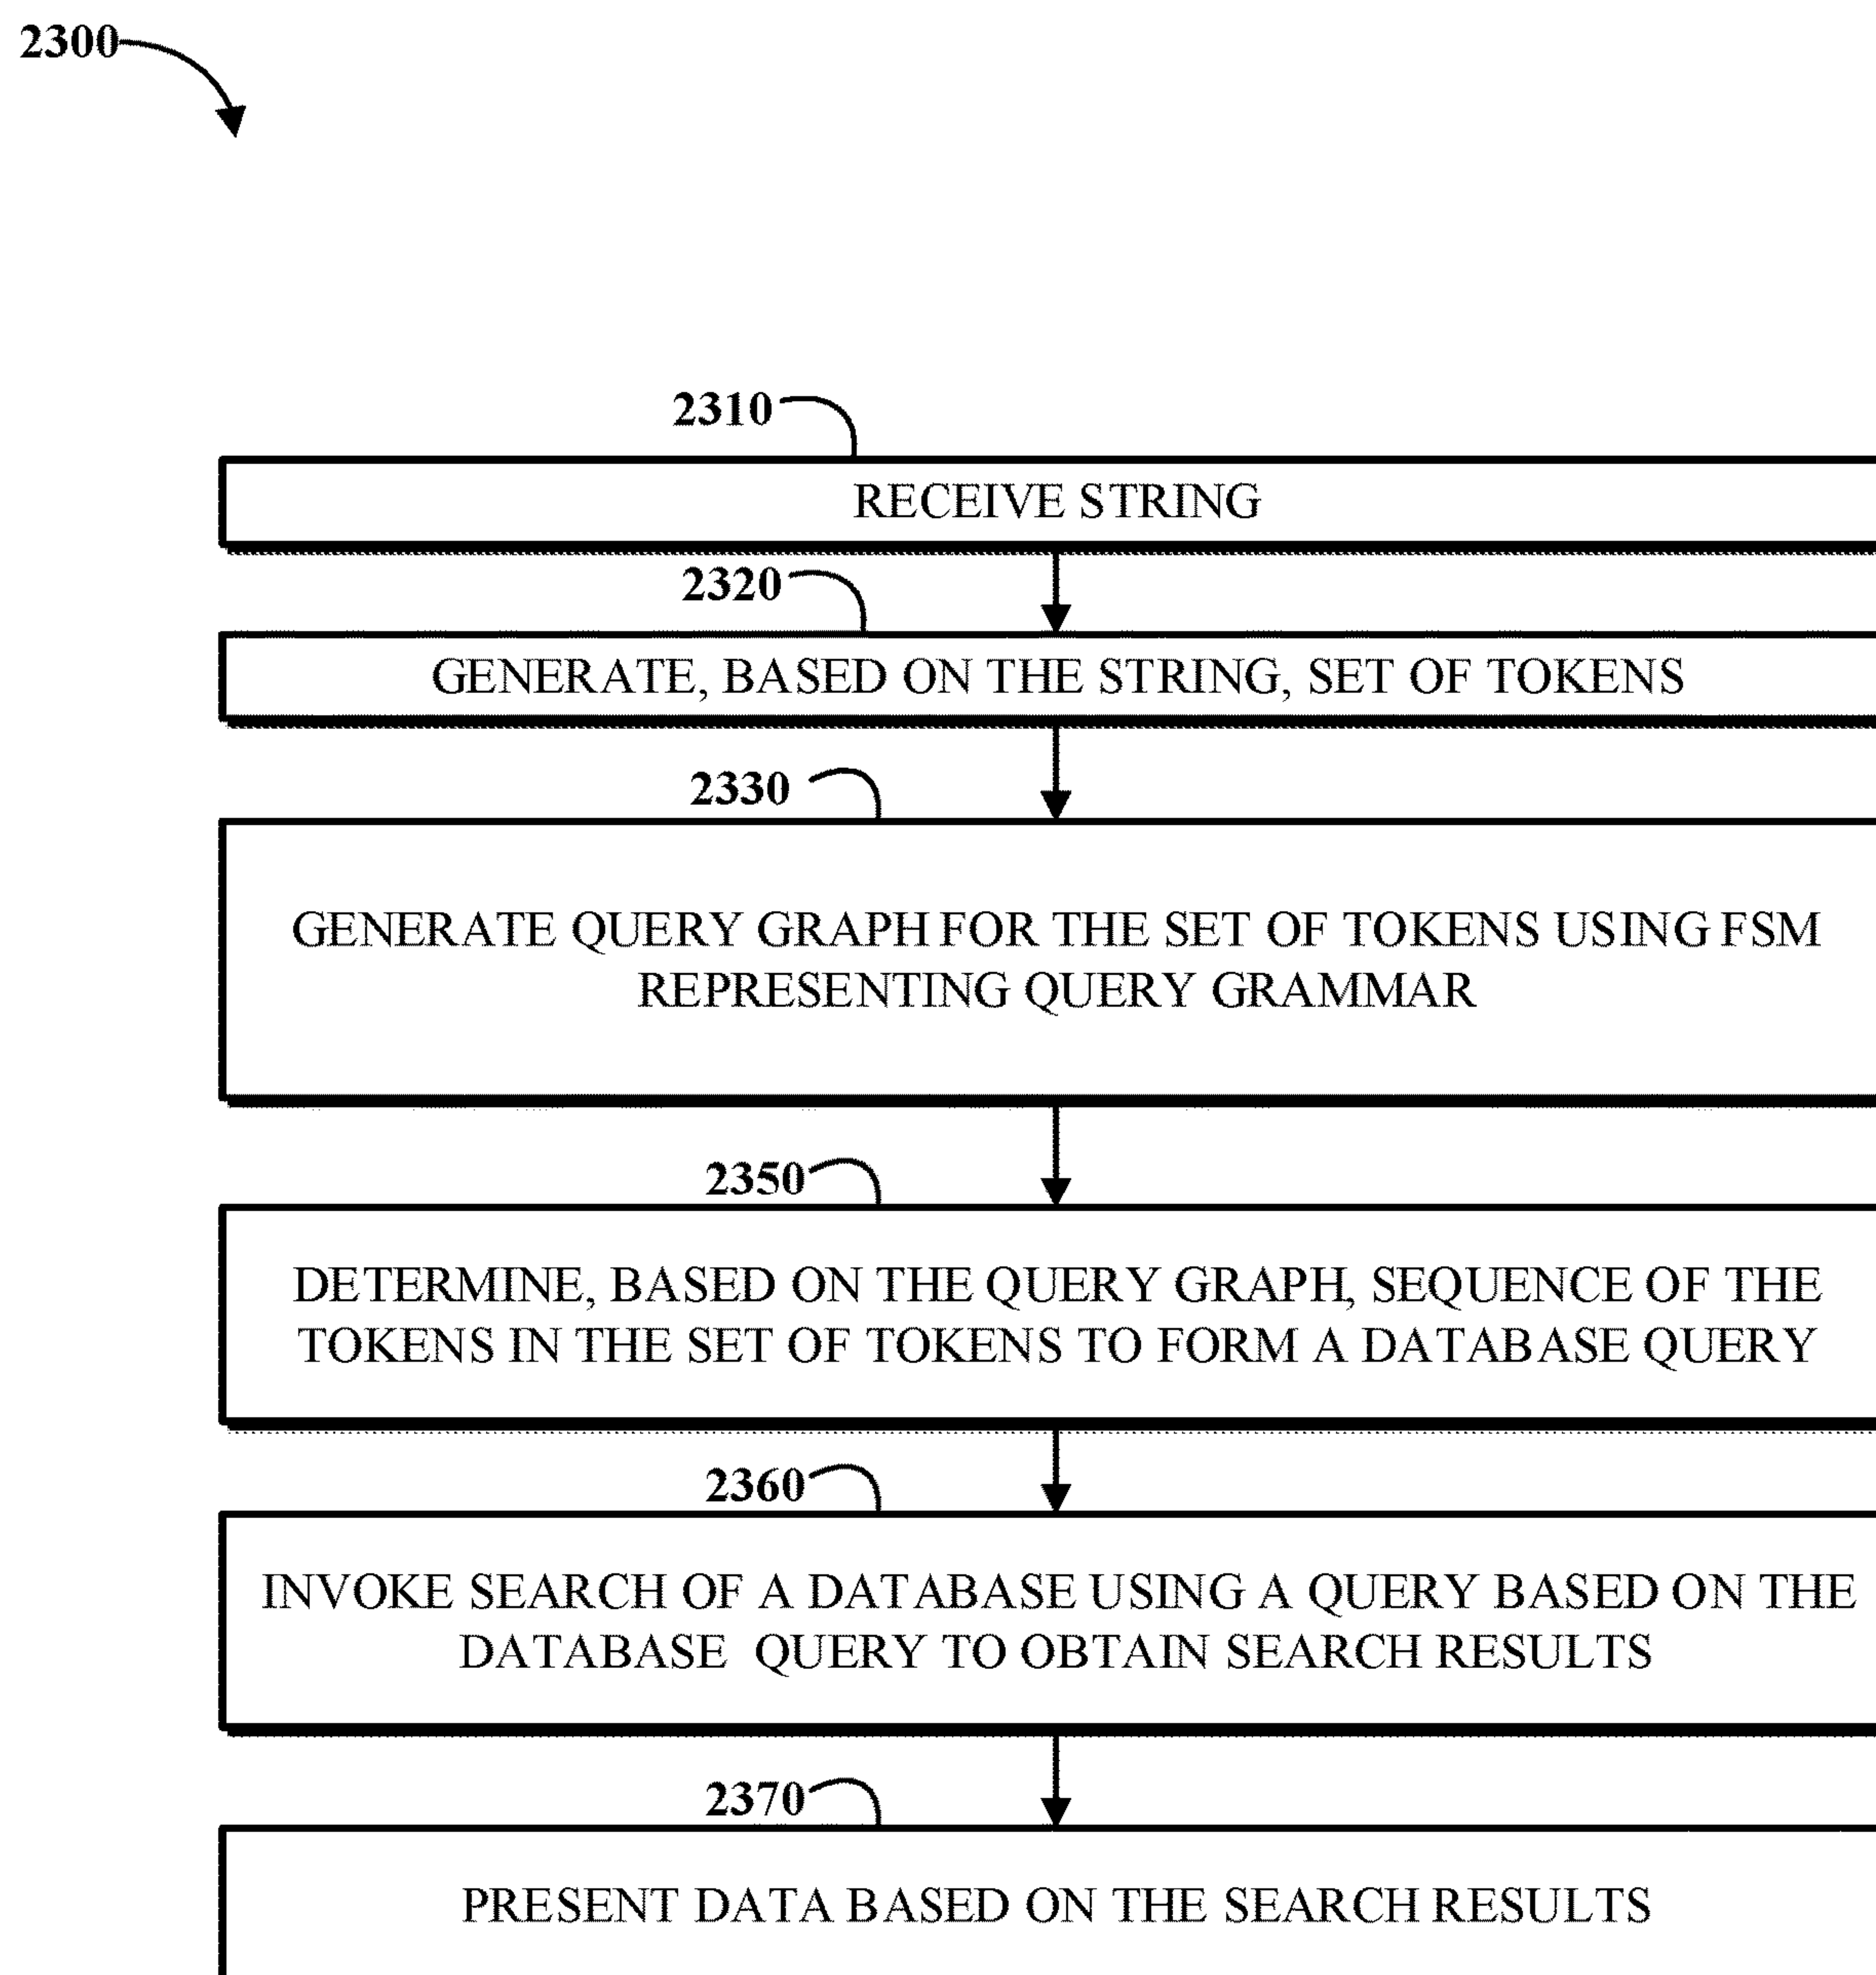 2300
2310
RECEIVE STRING
2320
GENERATE, BASED ON THE STRING, SET OF TOKENS
2330
GENERATE QUERY GRAPH FOR THE SET OF TOKENS USING FSM
REPRESENTING QUERY GRAMMAR
2350
DETERMINE, BASED ON THE QUERY GRAPH, SEQUENCE OF THE
TOKENS IN THE SET OF TOKENS TO FORM A DATABASE QUERY
2360
INVOKE SEARCH OF A DATABASE USING A QUERY BASED ON THE
DATABASE QUERY TO OBTAIN SEARCH RESULTS
2370
PRESENT DATA BASED ON THE SEARCH RESULTS